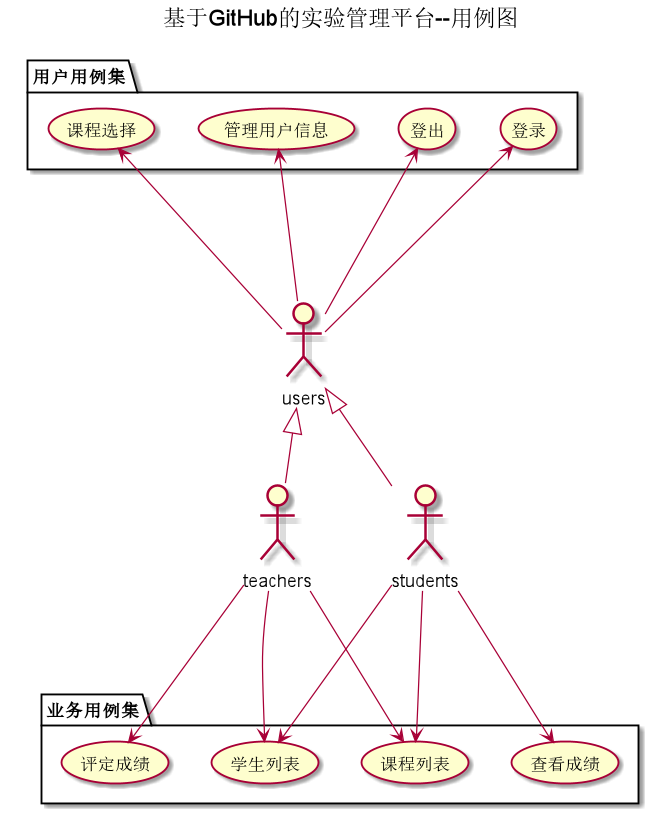 基于GitHub的实验管理平台--用例图
用户用例集
课程选择
管理用户信息
登出
登录
users
teachers
students
业务用例集
评定成绩
学生列表
课程列表
查看成绩